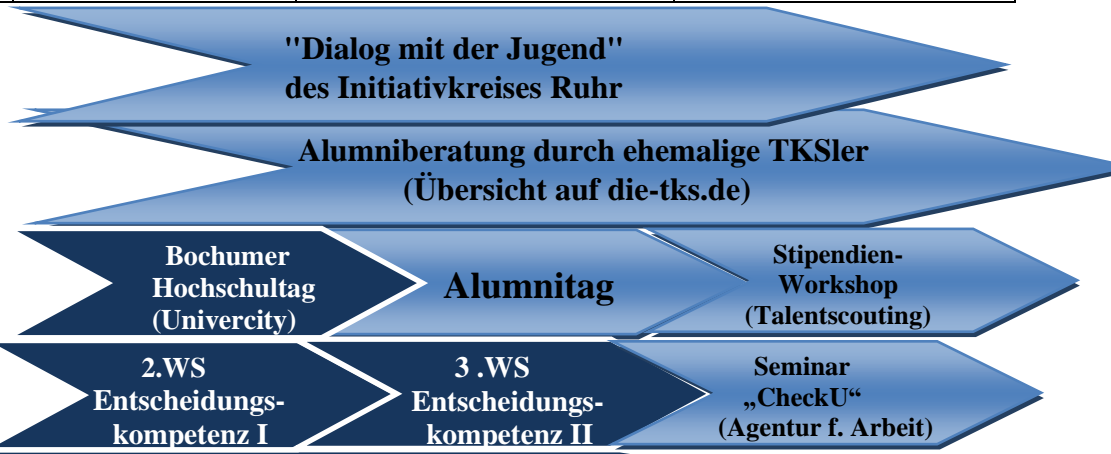 "Dialog mit der Jugend"
des Initiativkreises Ruhr
Alumniberatung durch ehemalige TKSler
(Übersicht auf die-tks.de)
Bochumer
Hochschultag
(Univercity)
Alumnitag
Stipendien-
Workshop
(Talentscouting)
2.WS
Entscheidungs-
kompetenz I
3 .WS
Entscheidungs-
kompetenz II
Seminar
„CheckU“
(Agentur f. Arbeit)